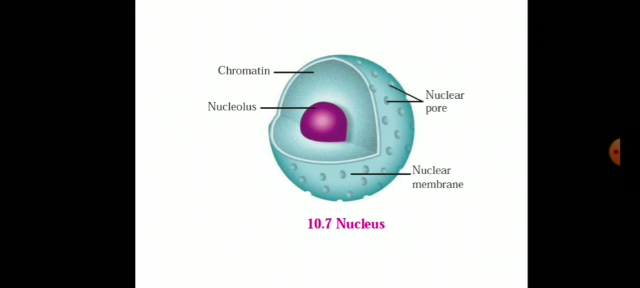 Chromatin
Nucleolus
Nuclear
pore
Nuclear
membrane
10.7 Nucleus